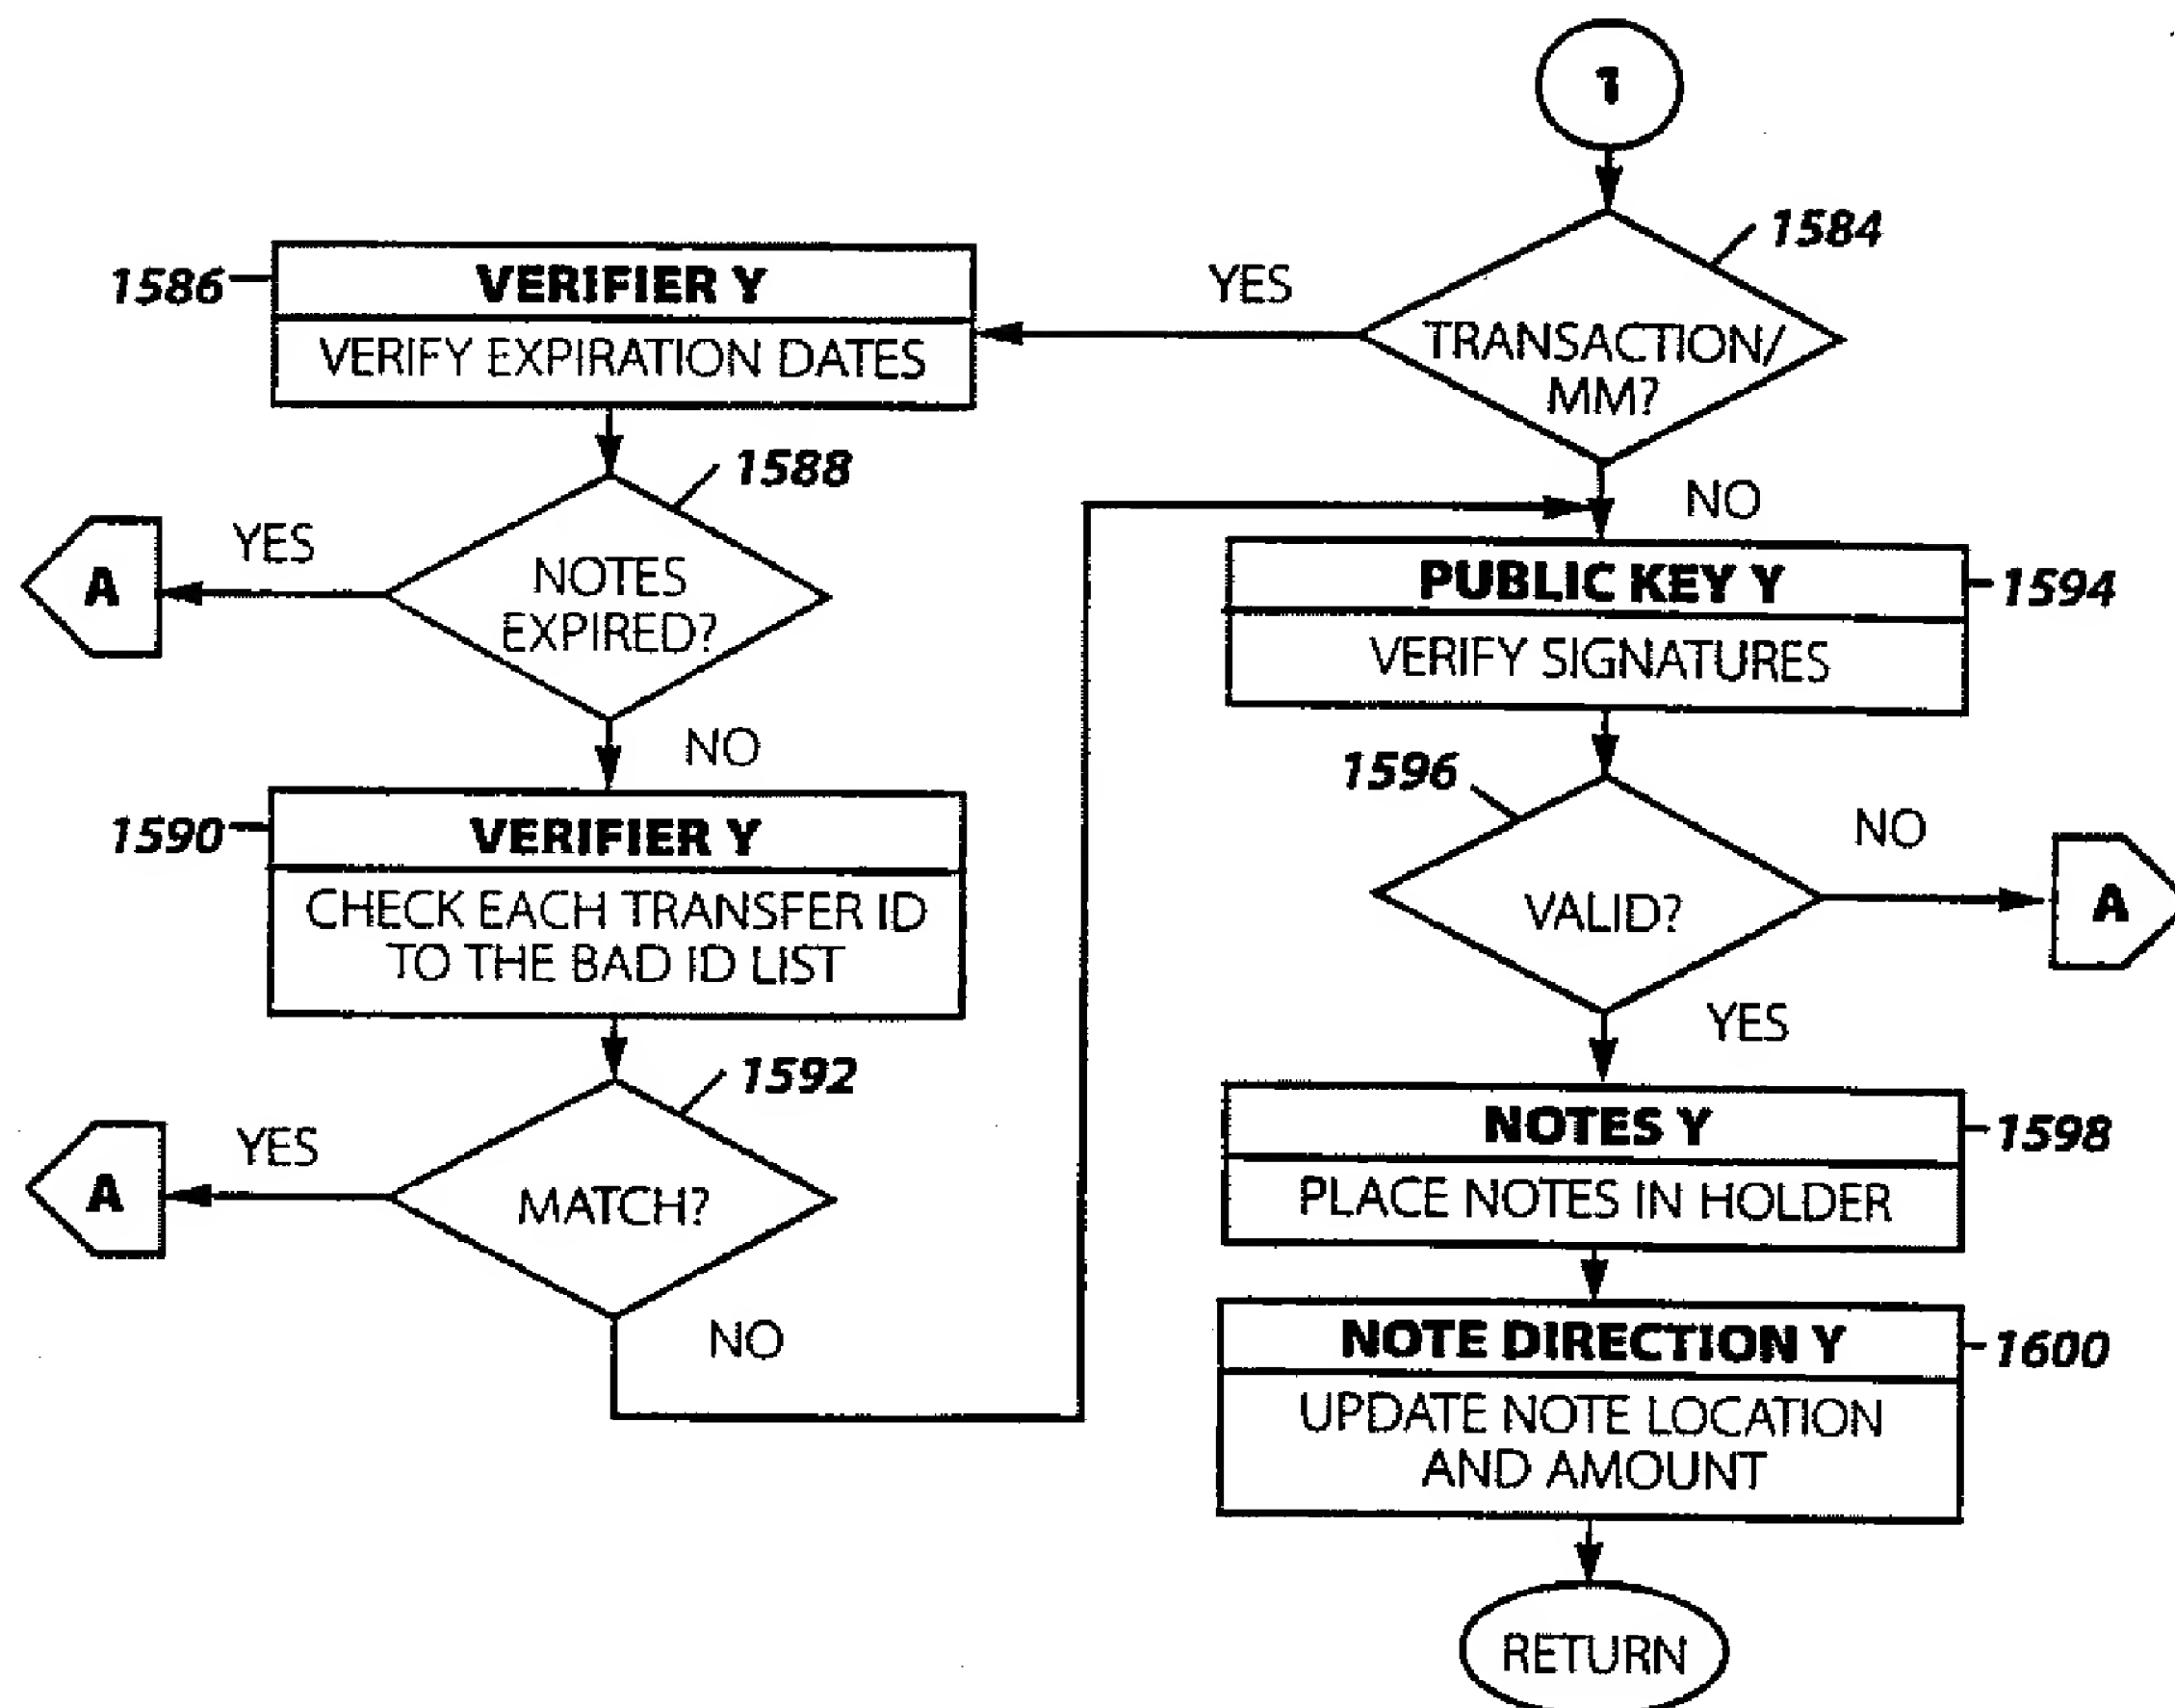 1
1584
TRANSACTION/
MM?
YES
NO
1586
VERIFIER Y
VERIFY EXPIRATION DATES
1588
NOTES
EXPIRED?
YES
A
NO
1590
VERIFIER Y
CHECK EACH TRANSFER ID
TO THE BAD ID LIST
1592
MATCH?
YES
A
NO
PUBLIC KEY Y
1594
VERIFY SIGNATURES
1596
VALID?
NO
A
YES
NOTES Y
1598
PLACE NOTES IN HOLDER
NOTE DIRECTION Y
1600
UPDATE NOTE LOCATION
AND AMOUNT
RETURN